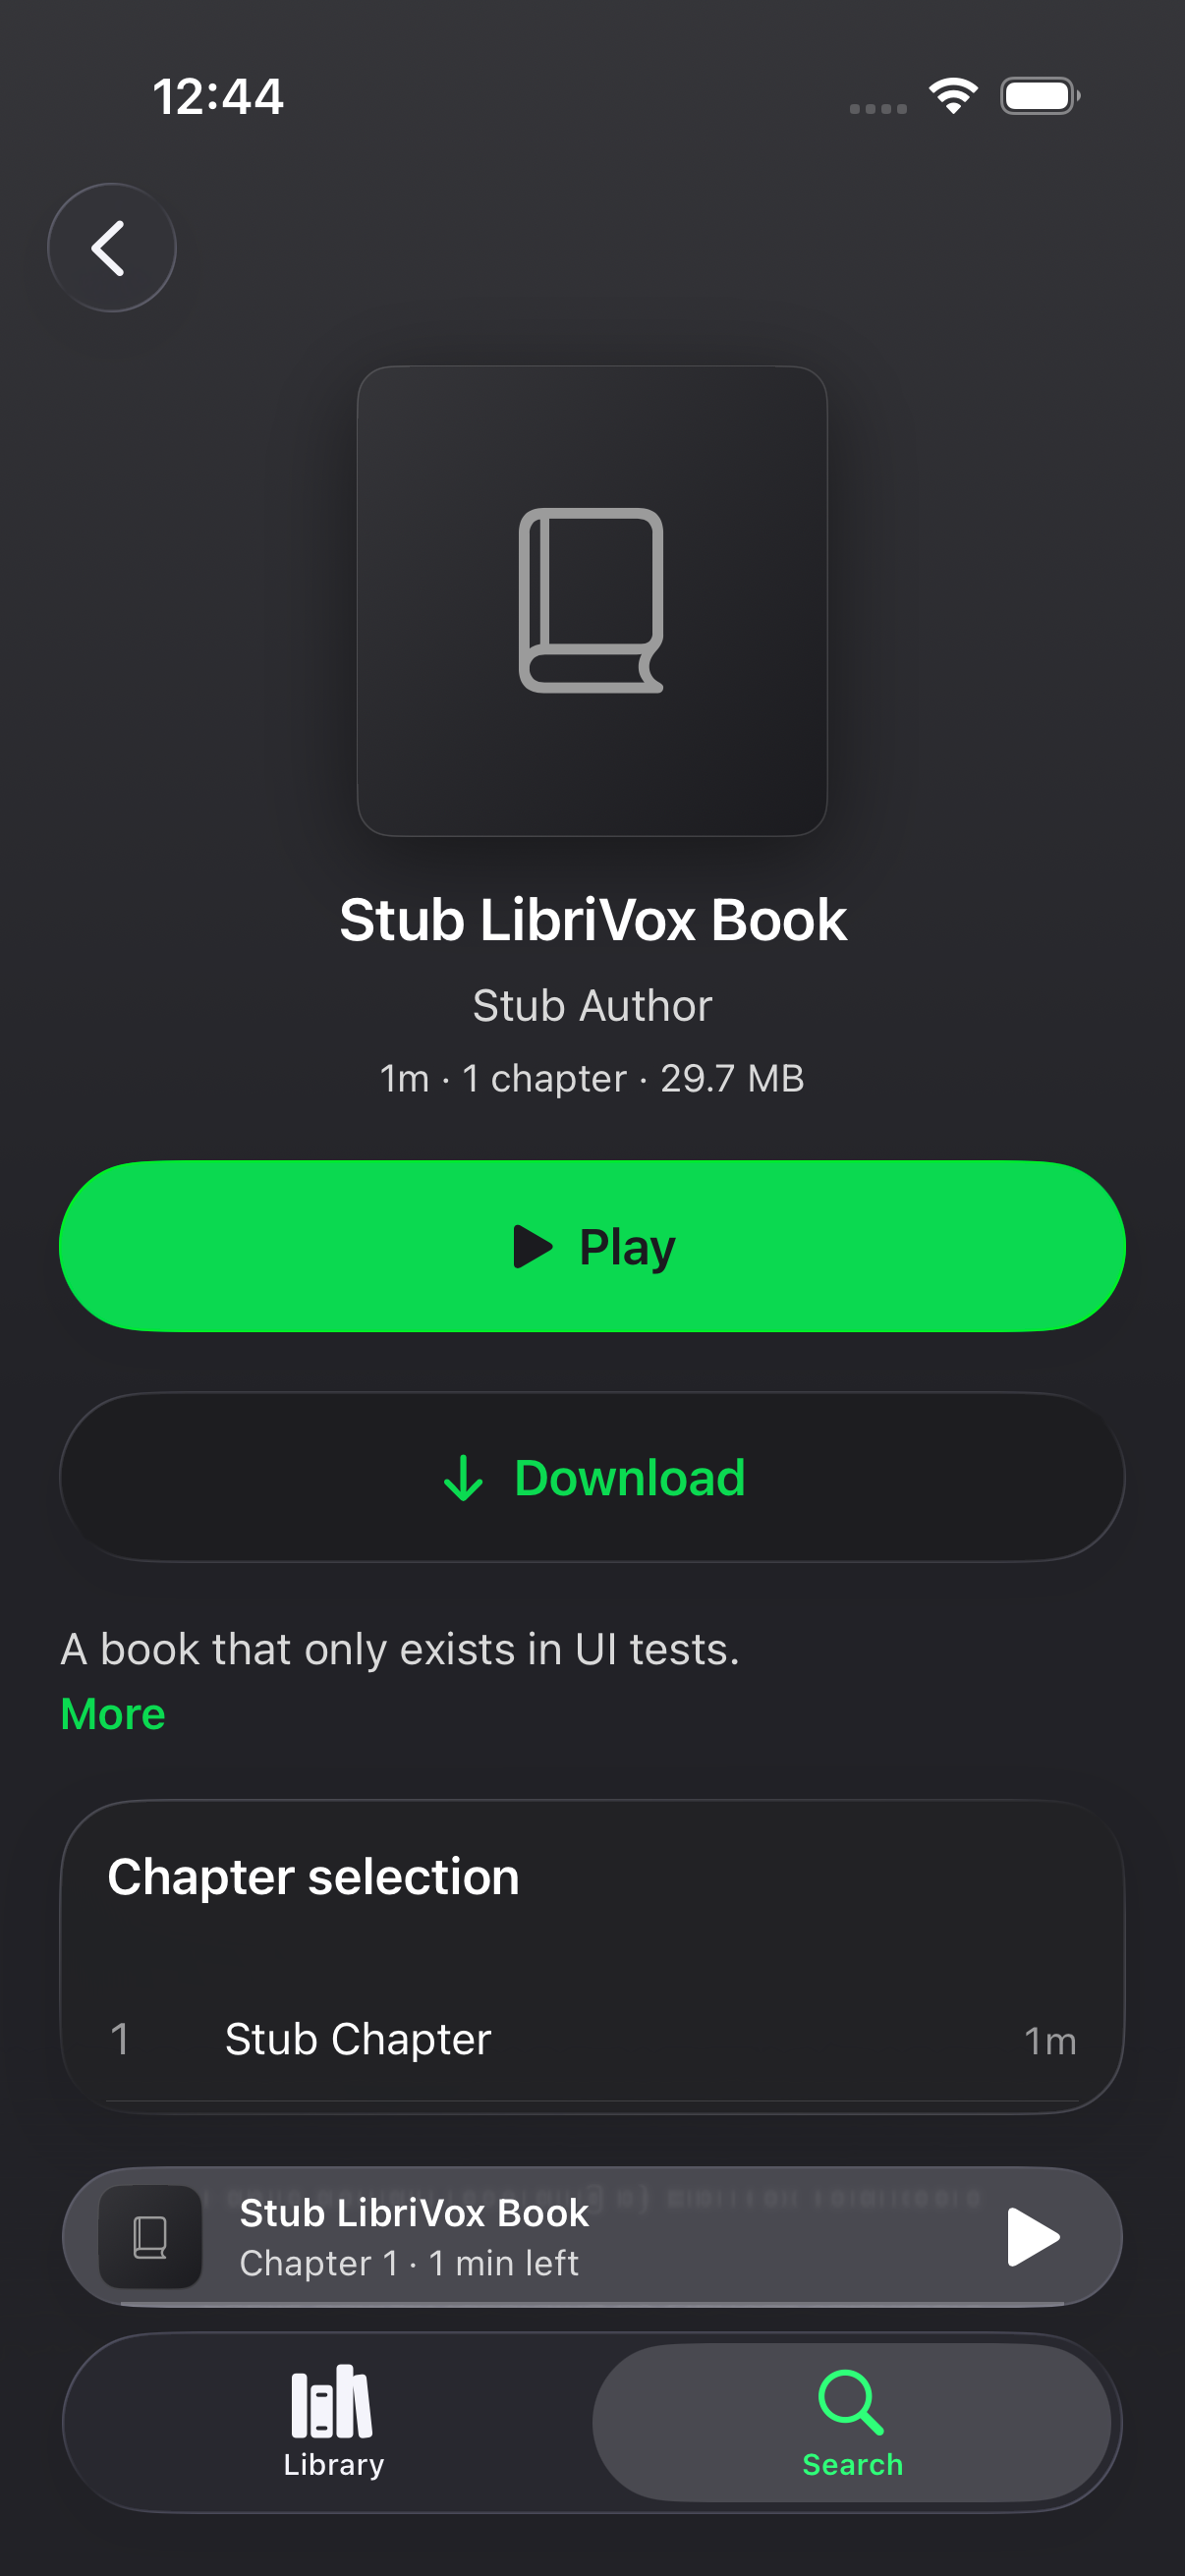 12:44
Stub LibriVox Book
Stub Author
1m · 1 chapter · 29.7 MB
Play
Download
A book that only exists in UI tests.
More
Chapter selection
1 Stub Chapter 1m
Stub LibriVox Book
Chapter 1 · 1 min left
Library
Search